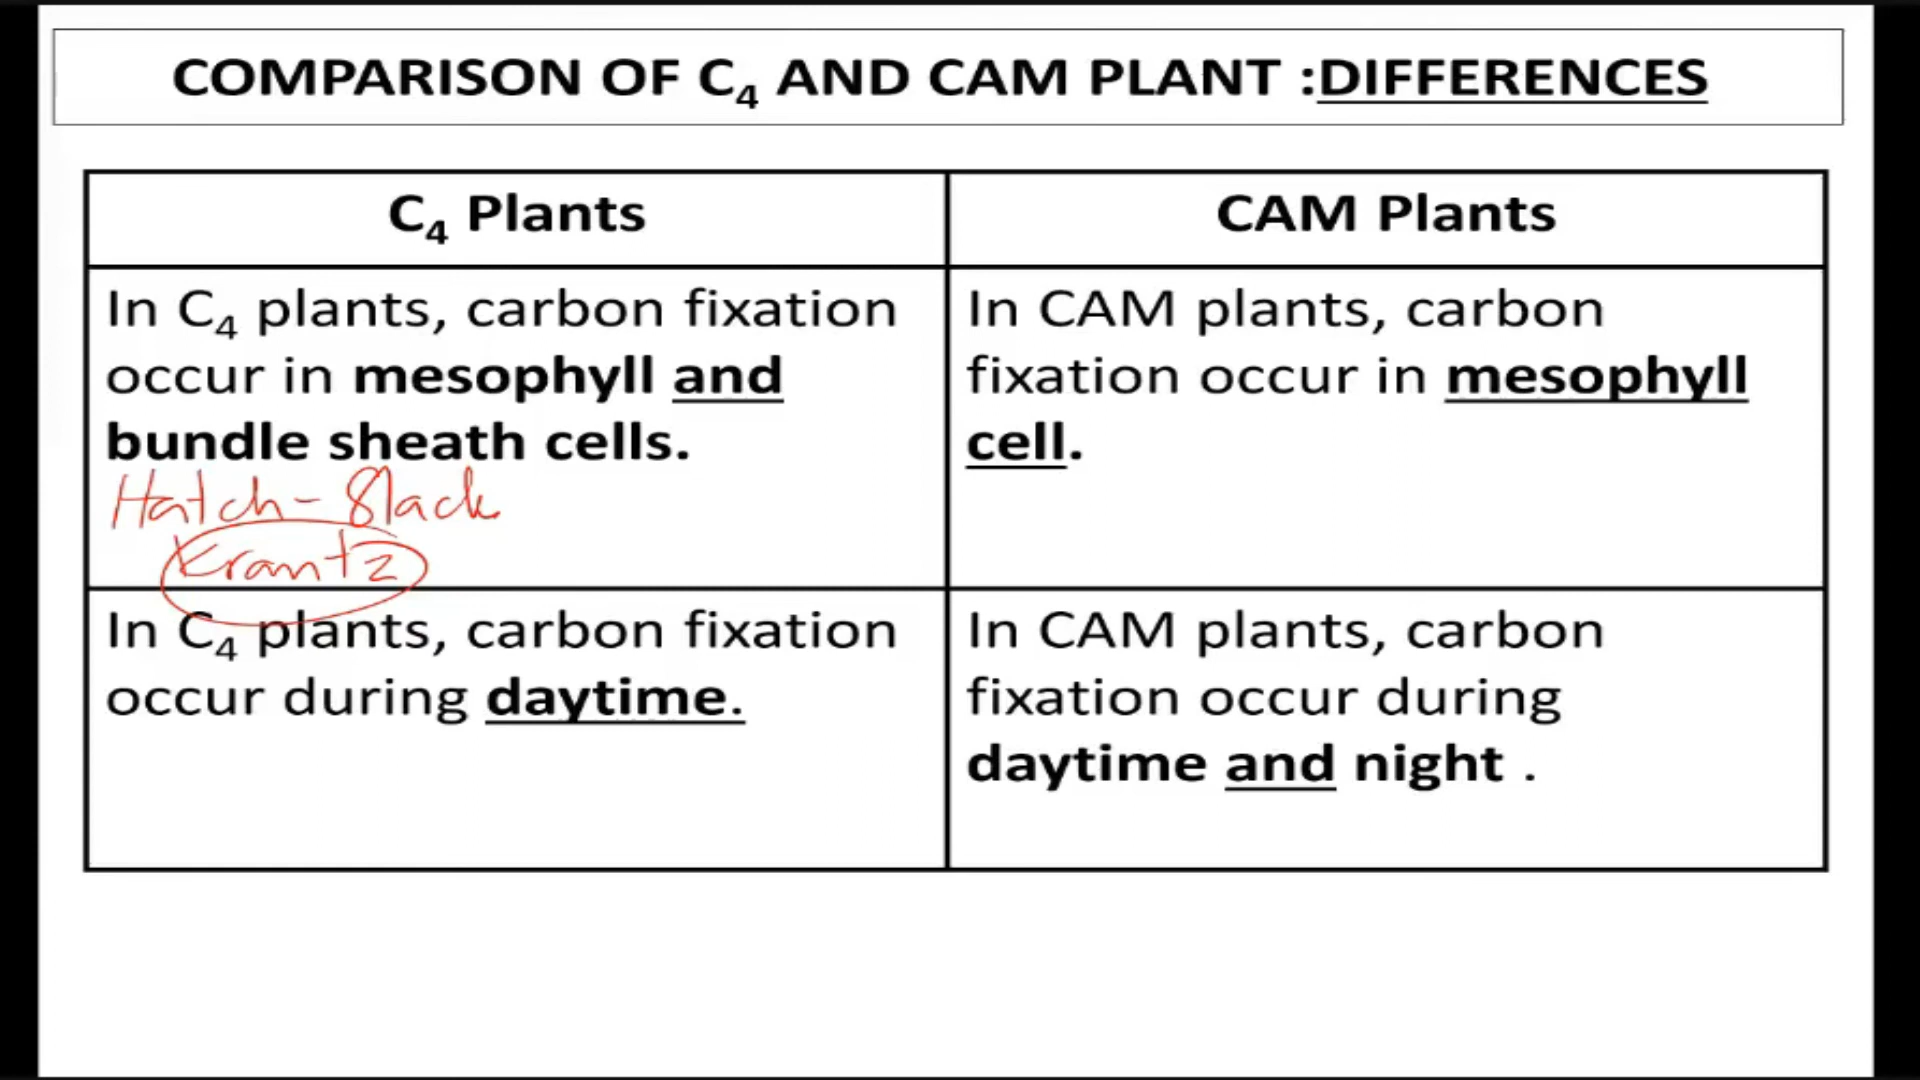 COMPARISON OF C₄ AND CAM PLANT :DIFFERENCES
C₄ Plants
CAM Plants
In C₄ plants, carbon fixation
occur in mesophyll and
bundle sheath cells.
Hatch-Slack
Krantz
In CAM plants, carbon
fixation occur in mesophyll
cell.
In C₄ plants, carbon fixation
occur during daytime.
In CAM plants, carbon
fixation occur during
daytime and night .